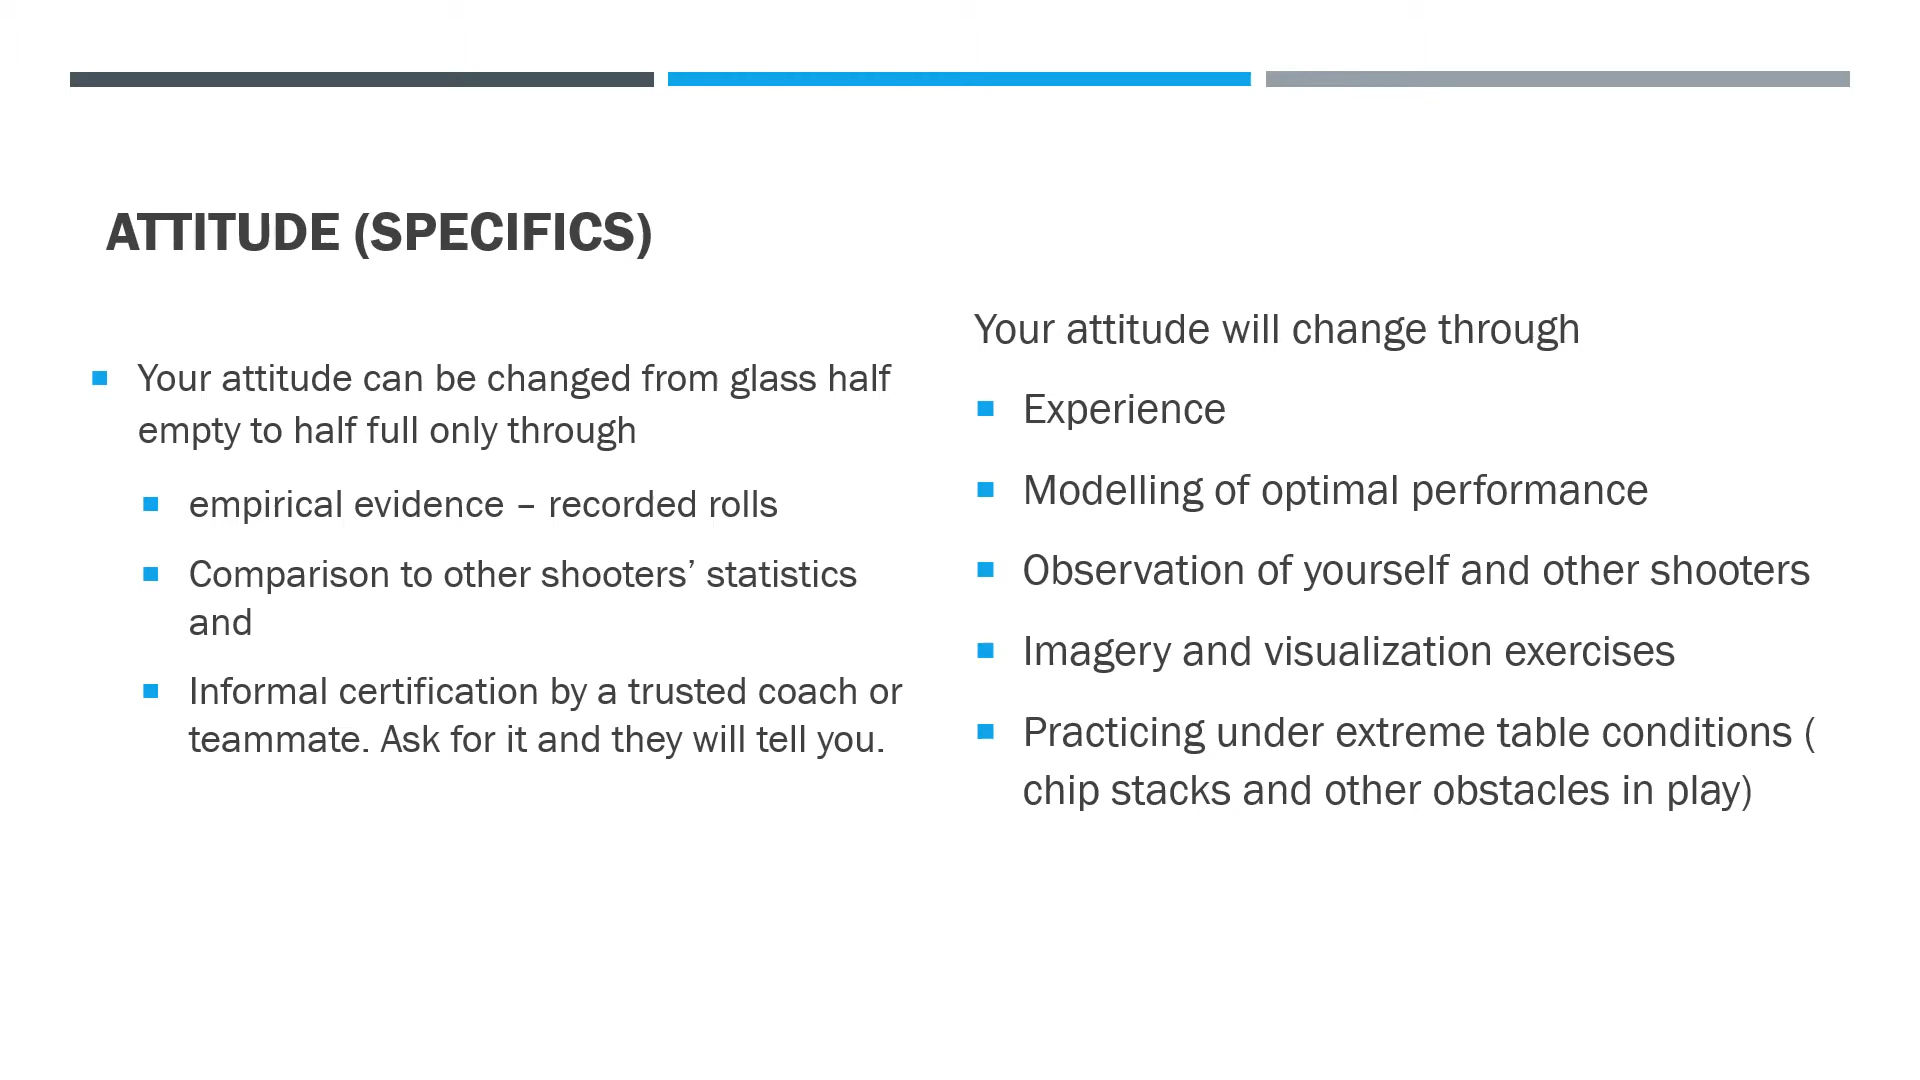 ATTITUDE (SPECIFICS)
Your attitude can be changed from glass half
empty to half full only through
empirical evidence – recorded rolls
Comparison to other shooters’ statistics
and
Informal certification by a trusted coach or
teammate. Ask for it and they will tell you.
Your attitude will change through
Experience
Modelling of optimal performance
Observation of yourself and other shooters
Imagery and visualization exercises
Practicing under extreme table conditions (
chip stacks and other obstacles in play)